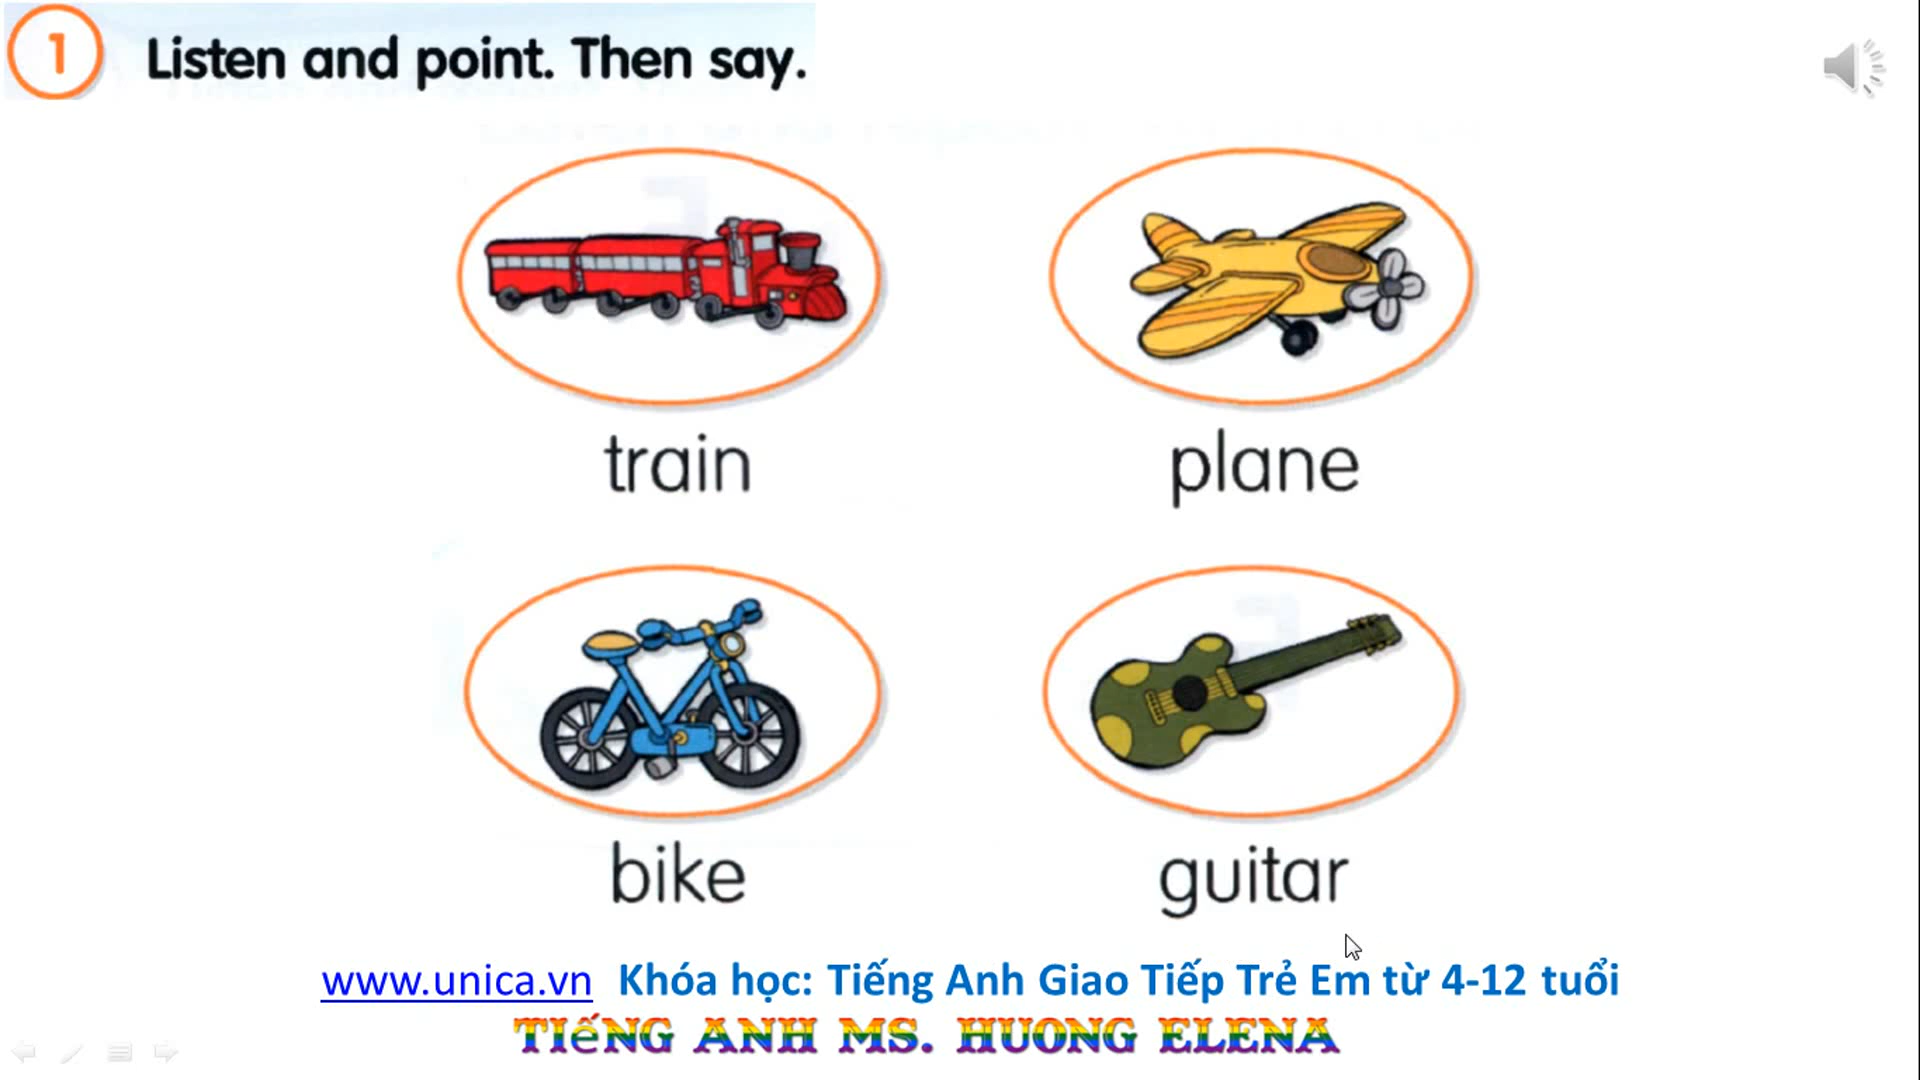 1 Listen and point. Then say.
train
plane
bike
guitar
www.unica.vn Khóa học: Tiếng Anh Giao Tiếp Trẻ Em từ 4-12 tuổi
TIếNG ANH MS. HUONG ELENA